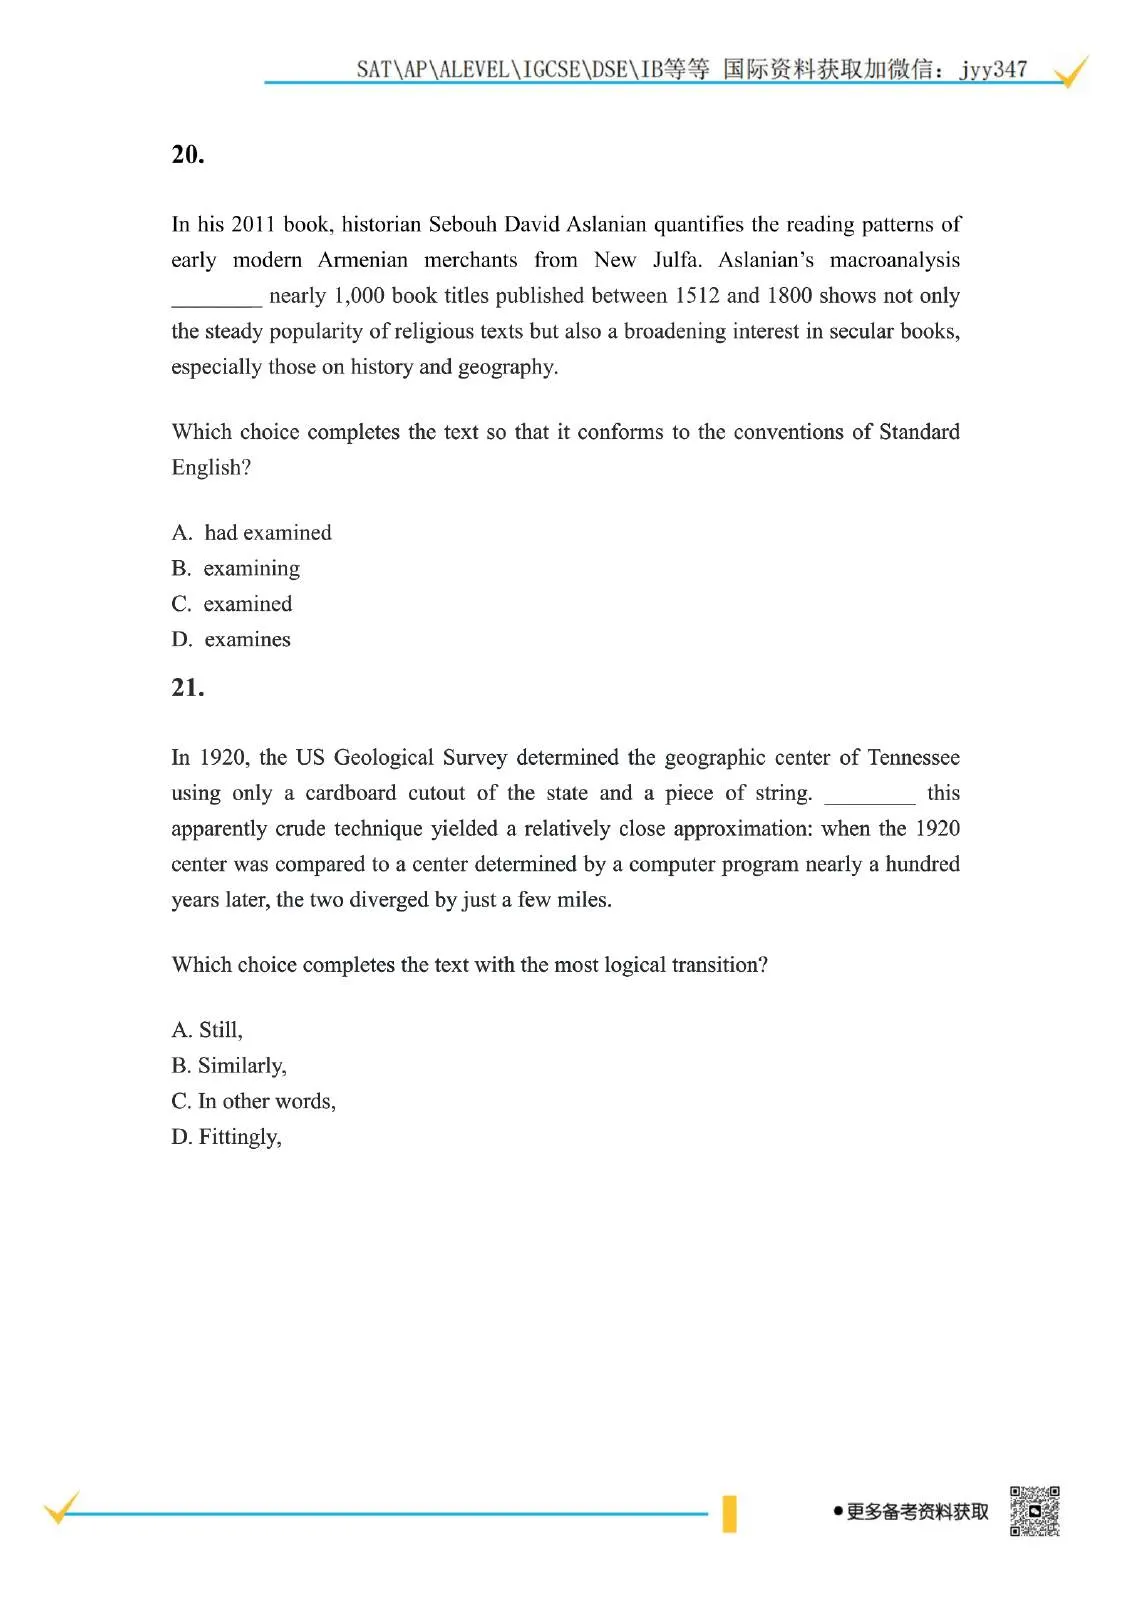 SAT\AP\ALEVEL\IGCSE\DSE\IB等等 国际资料获取加微信：jyy347
20.
In his 2011 book, historian Sebouh David Aslanian quantifies the reading patterns of
early modern Armenian merchants from New Julfa. Aslanian’s macroanalysis
________ nearly 1,000 book titles published between 1512 and 1800 shows not only
the steady popularity of religious texts but also a broadening interest in secular books,
especially those on history and geography.
Which choice completes the text so that it conforms to the conventions of Standard
English?
A. had examined
B. examining
C. examined
D. examines
21.
In 1920, the US Geological Survey determined the geographic center of Tennessee
using only a cardboard cutout of the state and a piece of string. ________ this
apparently crude technique yielded a relatively close approximation: when the 1920
center was compared to a center determined by a computer program nearly a hundred
years later, the two diverged by just a few miles.
Which choice completes the text with the most logical transition?
A. Still,
B. Similarly,
C. In other words,
D. Fittingly,
●更多备考资料获取